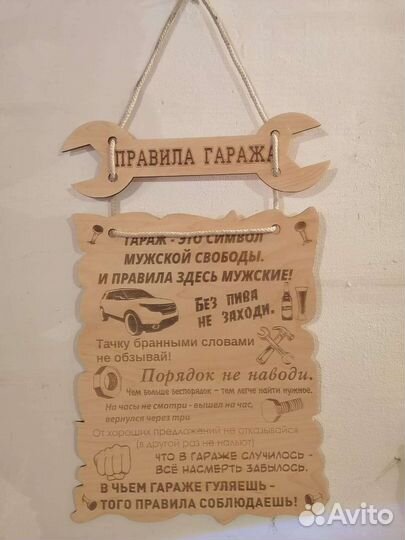 ПРАВИЛА ГАРАЖА
ГАРАЖ - ЭТО СИМВОЛ
МУЖСКОЙ СВОБОДЫ.
И ПРАВИЛА ЗДЕСЬ МУЖСКИЕ!
БЕЗ ПИВА
НЕ ЗАХОДИ.
Тачку бранными словами
не обзывай!
Порядок не наводи.
Чем больше беспорядок - тем легче найти нужное.
На часы не смотри - вышел на час,
вернулся через три
От хороших предложений не отказывайся
(в другой раз не нальют)
ЧТО В ГАРАЖЕ СЛУЧИЛОСЬ -
ВСЁ НАСМЕРТЬ ЗАБЫЛОСЬ.
В ЧЬЕМ ГАРАЖЕ ГУЛЯЕШЬ -
ТОГО ПРАВИЛА СОБЛЮДАЕШЬ!
Avito